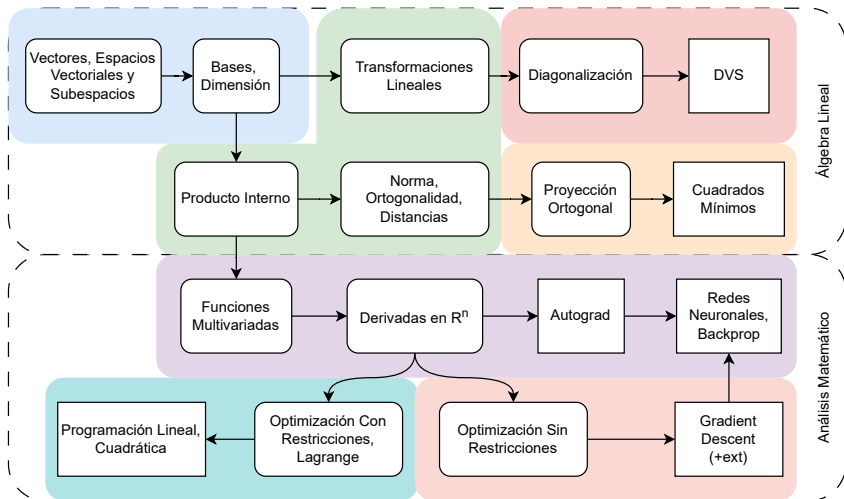 Vectores, Espacios
Vectoriales y
Subespacios
Bases,
Dimensión
Transformaciones
Lineales
Diagonalización
DVS
Álgebra Lineal
Producto Interno
Norma,
Ortogonalidad,
Distancias
Proyección
Ortogonal
Cuadrados
Mínimos
Funciones
Multivariadas
Derivadas en Rⁿ
Autograd
Redes
Neuronales,
Backprop
Análisis Matemático
Programación Lineal,
Cuadrática
Optimización Con
Restricciones,
Lagrange
Optimización Sin
Restricciones
Gradient
Descent
(+ext)